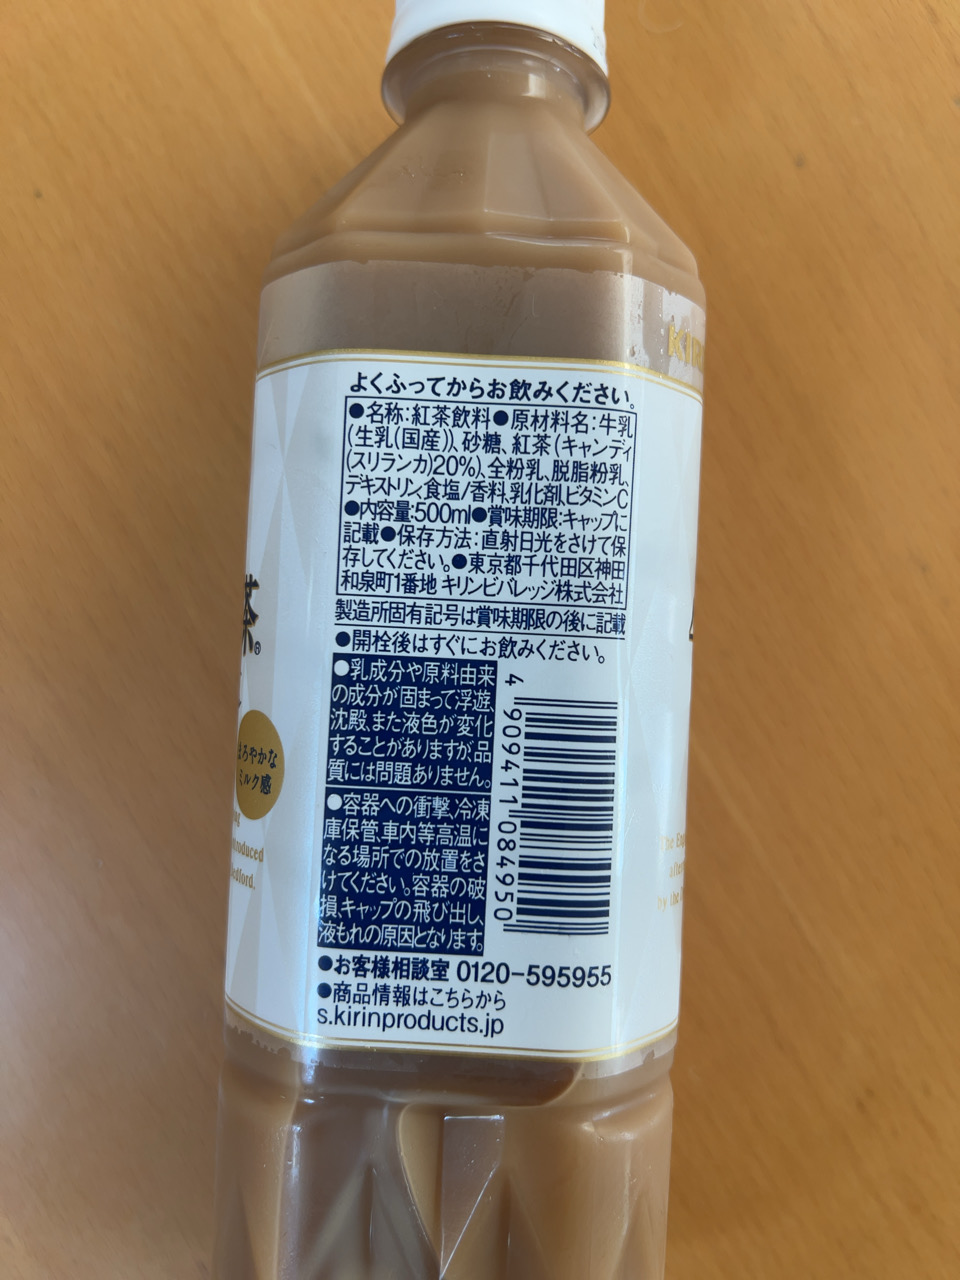 KIR
よくふってからお飲みください。
●名称:紅茶飲料●原材料名:牛乳
(生乳(国産))、砂糖、紅茶(キャンディ
(スリランカ)20%)、全粉乳、脱脂粉乳、
デキストリン、食塩/香料、乳化剤、ビタミンC
●内容量:500ml●賞味期限:キャップに
記載●保存方法:直射日光をさけて保
存してください。●東京都千代田区神田
和泉町1番地 キリンビバレッジ株式会社
製造所固有記号は賞味期限の後に記載
●開栓後はすぐにお飲みください。
●乳成分や原料由来
の成分が固まって浮遊、
沈殿、また液色が変化
することがありますが、品
質には問題ありません。
●容器への衝撃、冷凍
庫保管、車内等高温に
なる場所での放置をさ
けてください。容器の破
損、キャップの飛び出し、
液もれの原因となります。
4 909411 084950
●お客様相談室 0120-595955
●商品情報はこちらから
s.kirinproducts.jp
茶®
まろやかな
ミルク感
by the